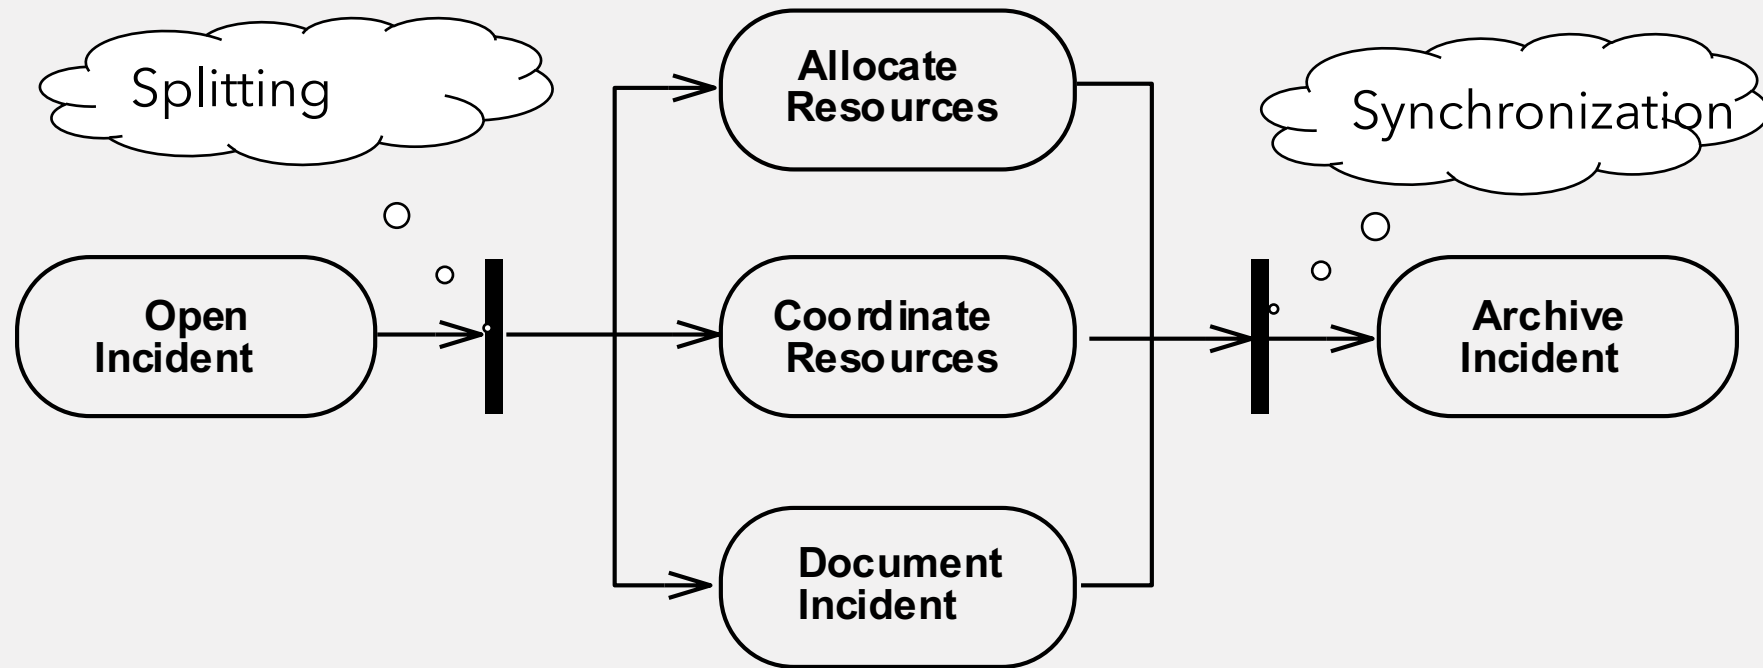 Splitting
Allocate
Resources
Synchronization
Open
Incident
Coordinate
Resources
Archive
Incident
Document
Incident